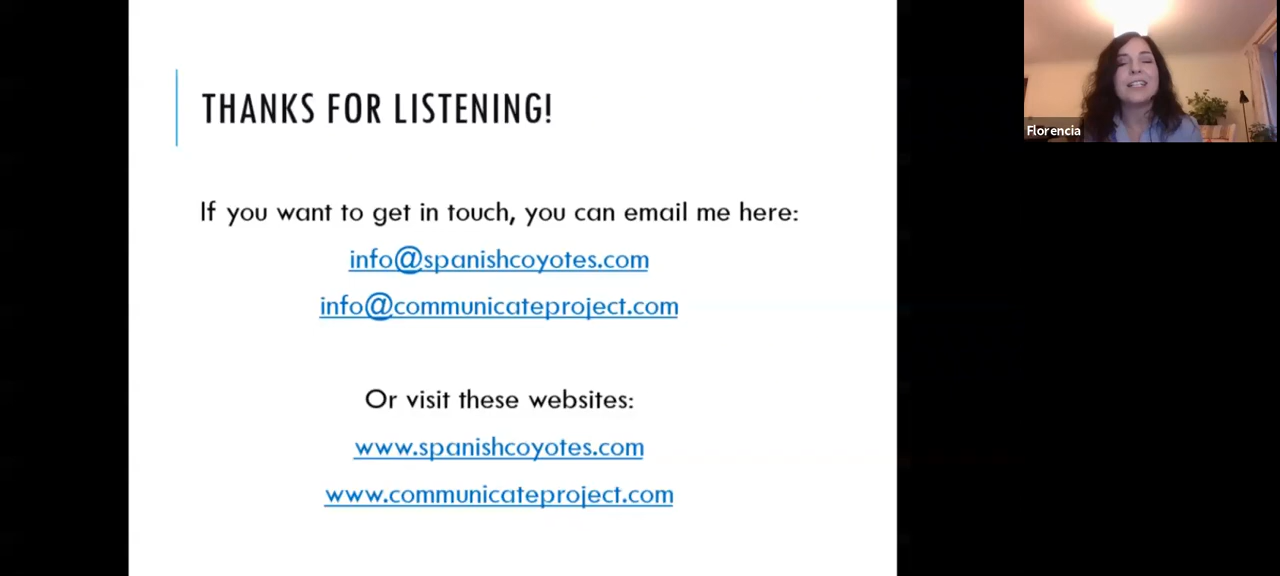 THANKS FOR LISTENING!
If you want to get in touch, you can email me here:
info@spanishcoyotes.com
info@communicateproject.com
Or visit these websites:
www.spanishcoyotes.com
www.communicateproject.com
Florencia